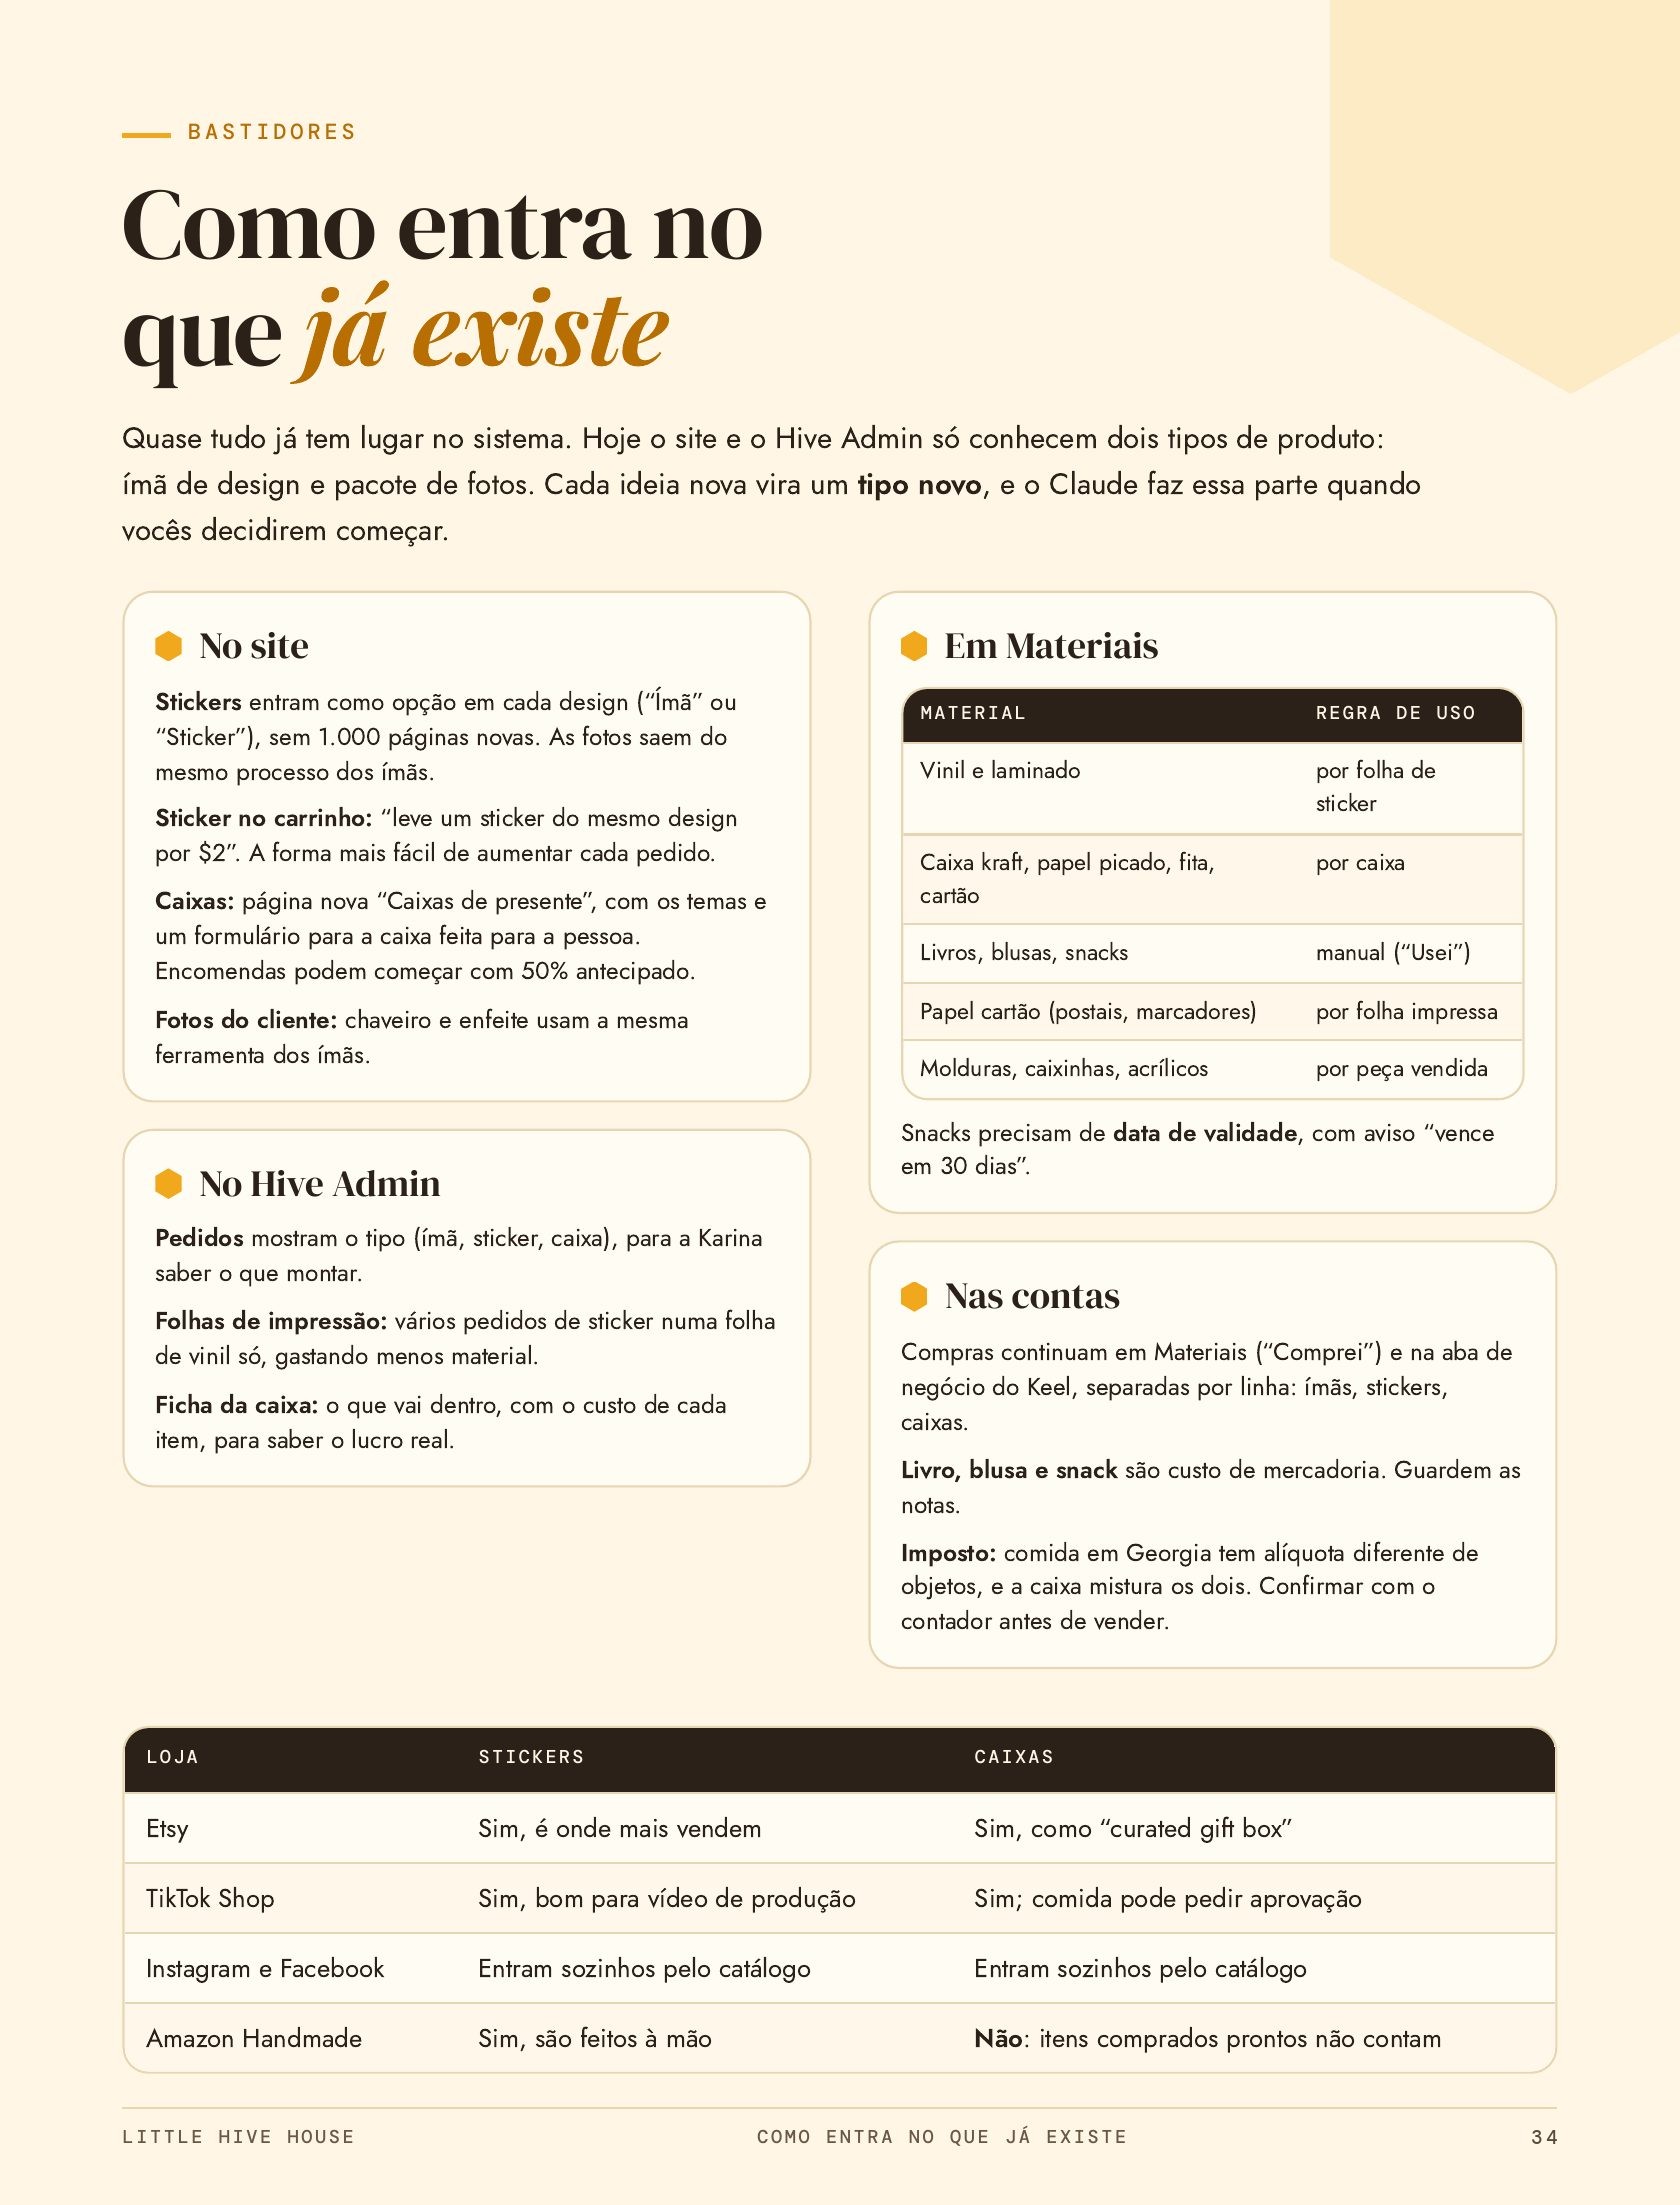 BASTIDORES
Como entra no
que já existe
Quase tudo já tem lugar no sistema. Hoje o site e o Hive Admin só conhecem dois tipos de produto:
ímã de design e pacote de fotos. Cada ideia nova vira um tipo novo, e o Claude faz essa parte quando
vocês decidirem começar.
No site
Stickers entram como opção em cada design (“Ímã” ou
“Sticker”), sem 1.000 páginas novas. As fotos saem do
mesmo processo dos ímãs.
Sticker no carrinho: “leve um sticker do mesmo design
por $2”. A forma mais fácil de aumentar cada pedido.
Caixas: página nova “Caixas de presente”, com os temas e
um formulário para a caixa feita para a pessoa.
Encomendas podem começar com 50% antecipado.
Fotos do cliente: chaveiro e enfeite usam a mesma
ferramenta dos ímãs.
No Hive Admin
Pedidos mostram o tipo (ímã, sticker, caixa), para a Karina
saber o que montar.
Folhas de impressão: vários pedidos de sticker numa folha
de vinil só, gastando menos material.
Ficha da caixa: o que vai dentro, com o custo de cada
item, para saber o lucro real.
Em Materiais
MATERIAL REGRA DE USO
Vinil e laminado por folha de
sticker
Caixa kraft, papel picado, fita, por caixa
cartão
Livros, blusas, snacks manual (“Usei”)
Papel cartão (postais, marcadores) por folha impressa
Molduras, caixinhas, acrílicos por peça vendida
Snacks precisam de data de validade, com aviso “vence
em 30 dias”.
Nas contas
Compras continuam em Materiais (“Comprei”) e na aba de
negócio do Keel, separadas por linha: ímãs, stickers,
caixas.
Livro, blusa e snack são custo de mercadoria. Guardem as
notas.
Imposto: comida em Georgia tem alíquota diferente de
objetos, e a caixa mistura os dois. Confirmar com o
contador antes de vender.
LOJA STICKERS CAIXAS
Etsy Sim, é onde mais vendem Sim, como “curated gift box”
TikTok Shop Sim, bom para vídeo de produção Sim; comida pode pedir aprovação
Instagram e Facebook Entram sozinhos pelo catálogo Entram sozinhos pelo catálogo
Amazon Handmade Sim, são feitos à mão Não: itens comprados prontos não contam
LITTLE HIVE HOUSE COMO ENTRA NO QUE JÁ EXISTE 34